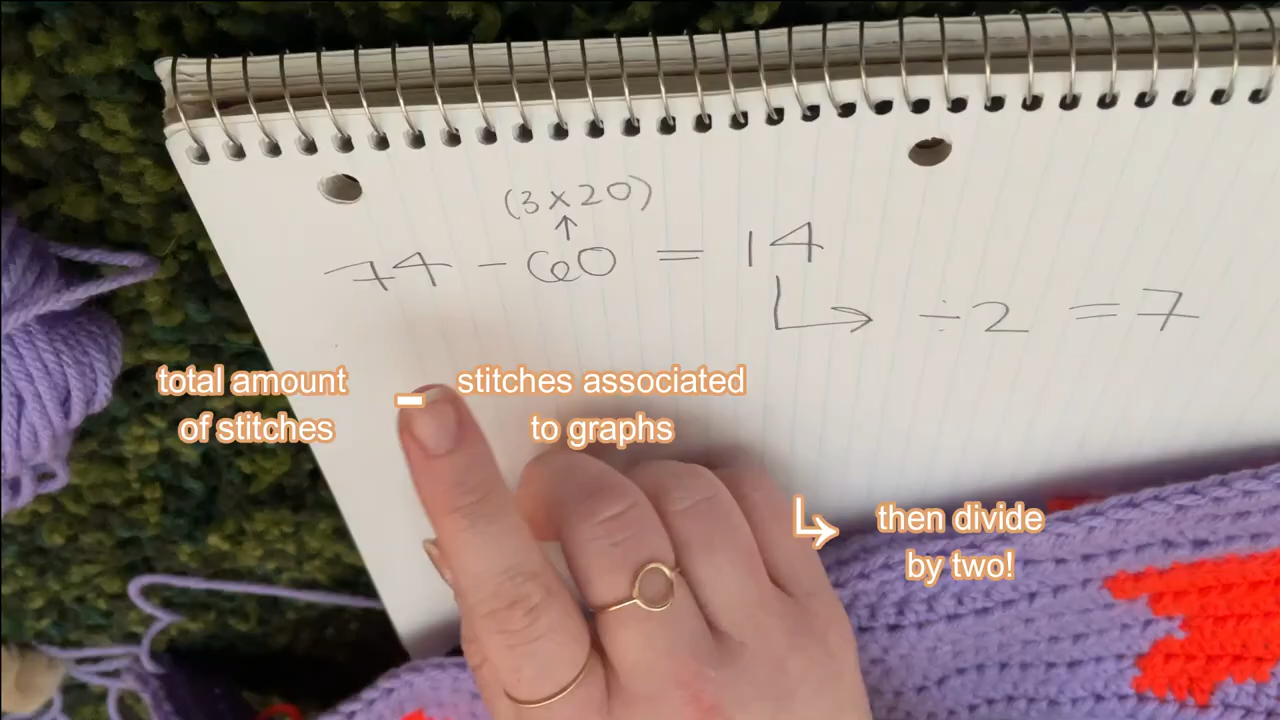 (3×20)
↑
74 - 60 = 14
↳ ÷2 = 7
total amount
of stitches
- stitches associated
to graphs
↳ then divide
by two!